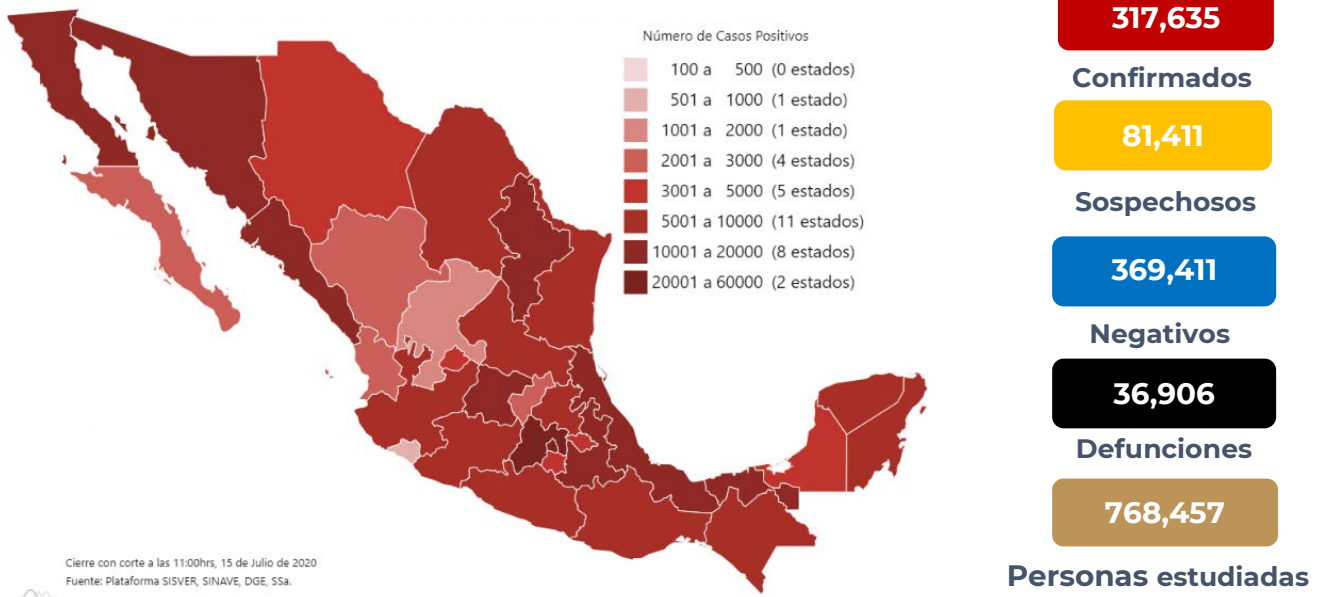 Número de Casos Positivos
100 a 500 (0 estados)
501 a 1000 (1 estado)
1001 a 2000 (1 estado)
2001 a 3000 (4 estados)
3001 a 5000 (5 estados)
5001 a 10000 (11 estados)
10001 a 20000 (8 estados)
20001 a 60000 (2 estados)
Cierre con corte a las 11:00hrs, 15 de Julio de 2020
Fuente: Plataforma SISVER, SINAVE, DGE, SSa.
317,635
Confirmados
81,411
Sospechosos
369,411
Negativos
36,906
Defunciones
768,457
Personas estudiadas